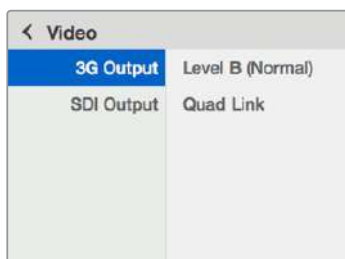 < Video
3G Output Level B (Normal)
SDI Output Quad Link